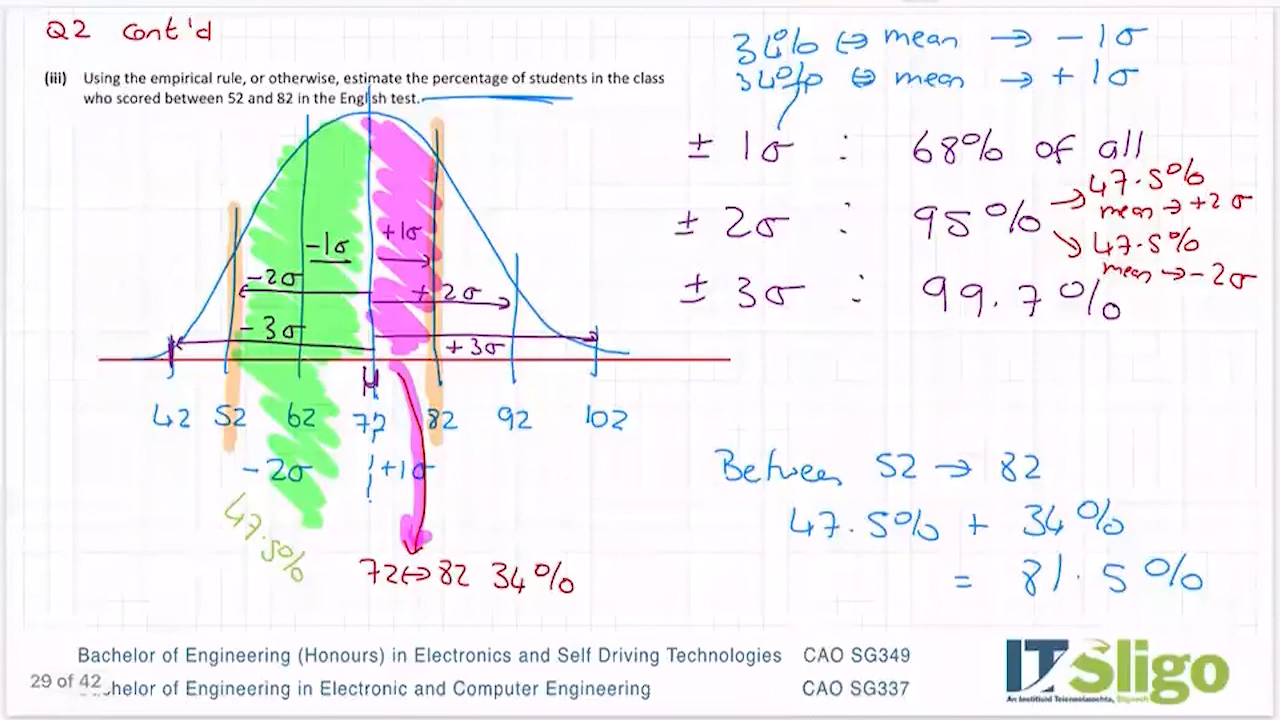 Q2 Cont'd
(iii) Using the empirical rule, or otherwise, estimate the percentage of students in the class
who scored between 52 and 82 in the English test.
34% ⇔ mean → -1σ
34% ⇔ mean → +1σ
± 1σ : 68% of all
± 2σ : 95%
47.5%
mean → +2σ
47.5%
mean → -2σ
± 3σ : 99.7%
-1σ
+1σ
-2σ
+2σ
-3σ
+3σ
μ
42 52 62 72 82 92 102
-2σ
+1σ
47.5%
72↔82 34%
Between 52 → 82
47.5% + 34%
= 81.5%
Bachelor of Engineering (Honours) in Electronics and Self Driving Technologies CAO SG349
29 of 42
chelor of Engineering in Electronic and Computer Engineering CAO SG337
IT Sligo
An Institiúid Teicneolaíochta, Sligeach